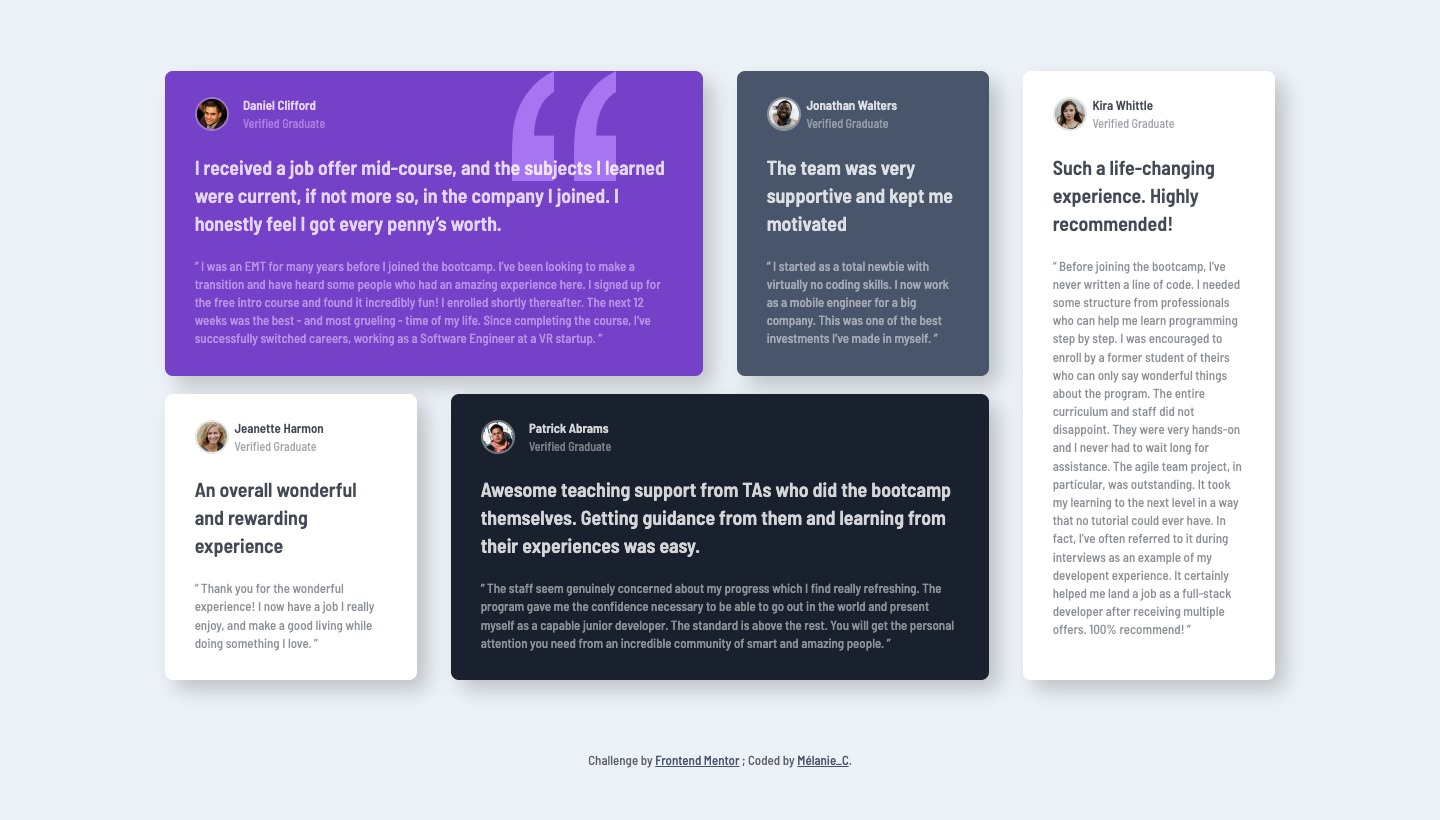 Daniel Clifford
Verified Graduate
I received a job offer mid-course, and the subjects I learned
were current, if not more so, in the company I joined. I
honestly feel I got every penny’s worth.
“ I was an EMT for many years before I joined the bootcamp. I’ve been looking to make a
transition and have heard some people who had an amazing experience here. I signed up for
the free intro course and found it incredibly fun! I enrolled shortly thereafter. The next 12
weeks was the best - and most grueling - time of my life. Since completing the course, I’ve
successfully switched careers, working as a Software Engineer at a VR startup. ”
Jonathan Walters
Verified Graduate
The team was very
supportive and kept me
motivated
“ I started as a total newbie with
virtually no coding skills. I now work
as a mobile engineer for a big
company. This was one of the best
investments I’ve made in myself. ”
Kira Whittle
Verified Graduate
Such a life-changing
experience. Highly
recommended!
“ Before joining the bootcamp, I’ve
never written a line of code. I needed
some structure from professionals
who can help me learn programming
step by step. I was encouraged to
enroll by a former student of theirs
who can only say wonderful things
about the program. The entire
curriculum and staff did not
disappoint. They were very hands-on
and I never had to wait long for
assistance. The agile team project, in
particular, was outstanding. It took
my learning to the next level in a way
that no tutorial could ever have. In
fact, I’ve often referred to it during
interviews as an example of my
developent experience. It certainly
helped me land a job as a full-stack
developer after receiving multiple
offers. 100% recommend! ”
Jeanette Harmon
Verified Graduate
An overall wonderful
and rewarding
experience
“ Thank you for the wonderful
experience! I now have a job I really
enjoy, and make a good living while
doing something I love. ”
Patrick Abrams
Verified Graduate
Awesome teaching support from TAs who did the bootcamp
themselves. Getting guidance from them and learning from
their experiences was easy.
“ The staff seem genuinely concerned about my progress which I find really refreshing. The
program gave me the confidence necessary to be able to go out in the world and present
myself as a capable junior developer. The standard is above the rest. You will get the personal
attention you need from an incredible community of smart and amazing people. ”
Challenge by Frontend Mentor ; Coded by Mélanie_C.